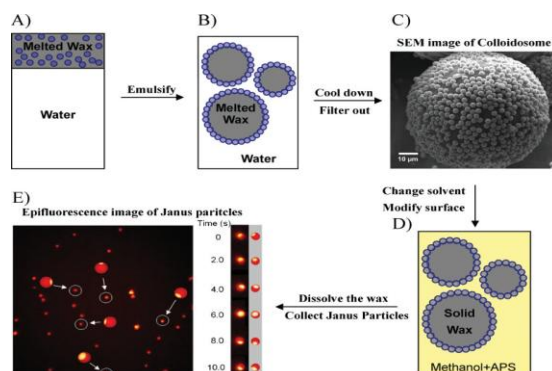 A)
Melted Wax
Water
Emulsify
B)
Melted
Wax
Water
Cool down
Filter out
C)
SEM image of Colloidosome
10 μm
Change solvent
Modify surface
D)
Solid
Wax
Methanol+APS
Dissolve the wax
Collect Janus Particles
E)
Epifluorescence image of Janus paritcles
Time (s)
0
2.0
4.0
6.0
8.0
10.0